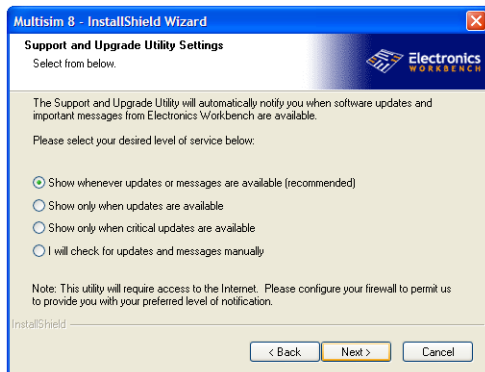 Multisim 8 - InstallShield Wizard
Support and Upgrade Utility Settings
Select from below.
Electronics
WORKBENCH
The Support and Upgrade Utility will automatically notify you when software updates and
important messages from Electronics Workbench are available.
Please select your desired level of service below:
Show whenever updates or messages are available (recommended)
Show only when updates are available
Show only when critical updates are available
I will check for updates and messages manually
Note: This utility will require access to the Internet. Please configure your firewall to permit us
to provide you with your preferred level of notification.
InstallShield
< Back Next > Cancel